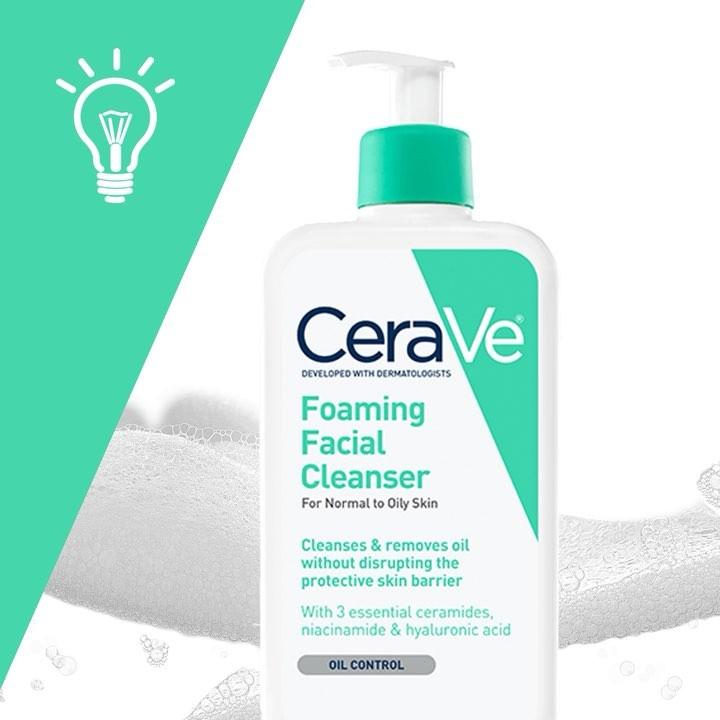 CeraVe®
DEVELOPED WITH DERMATOLOGISTS
Foaming
Facial
Cleanser
For Normal to Oily Skin
Cleanses & removes oil
without disrupting the
protective skin barrier
With 3 essential ceramides,
niacinamide & hyaluronic acid
OIL CONTROL